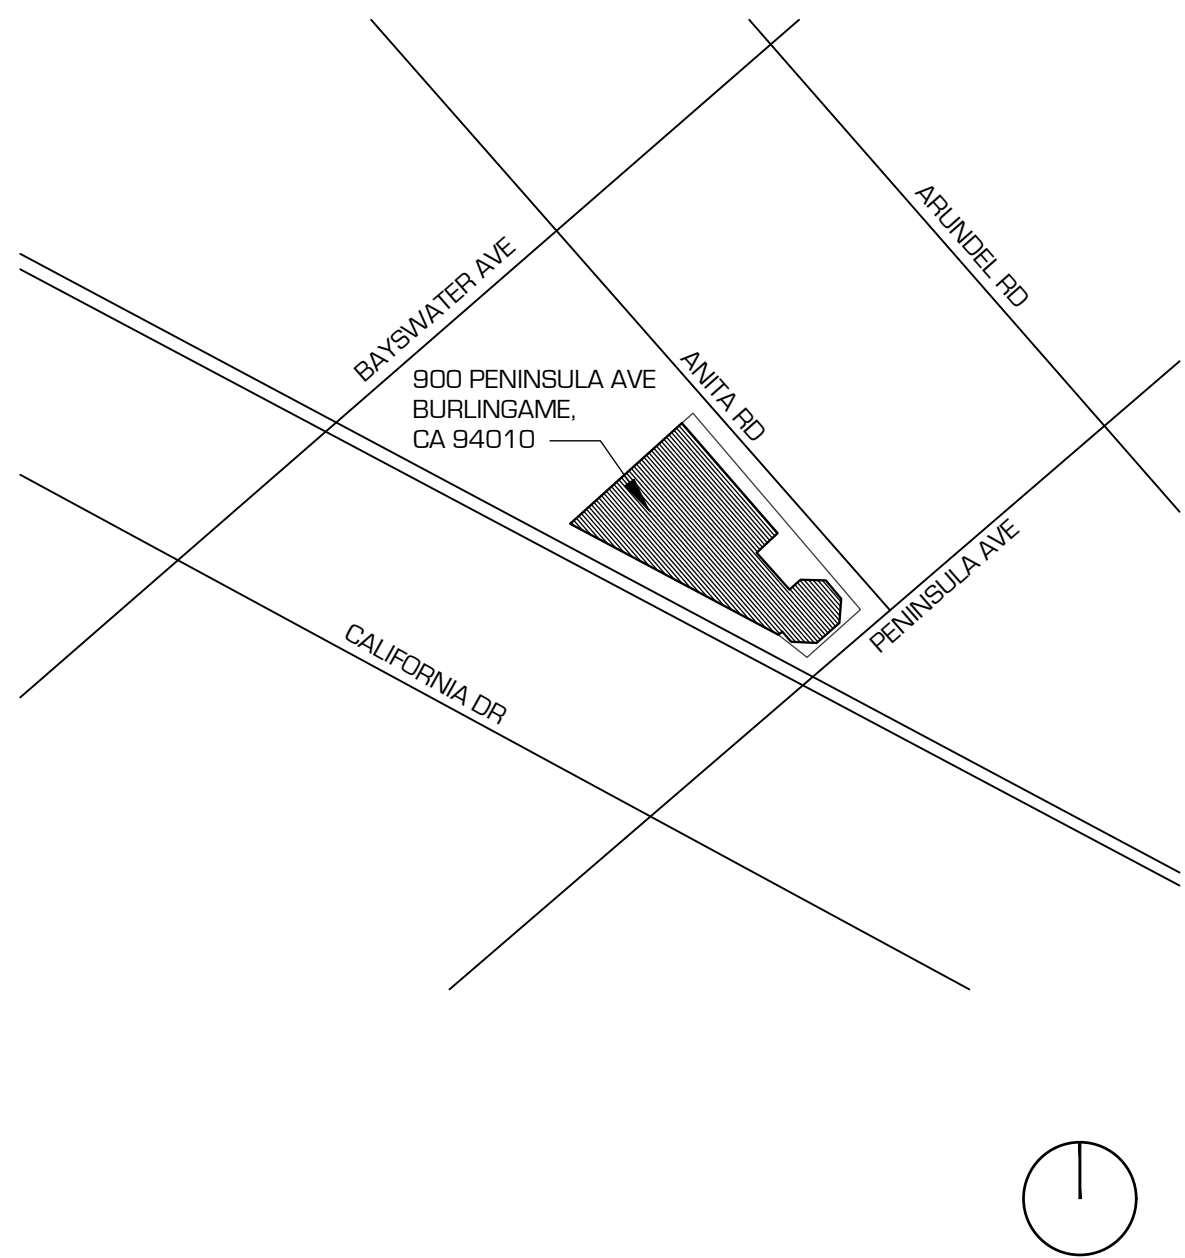 ARUNDEL RD
BAYSWATER AVE
ANITA RD
900 PENINSULA AVE
BURLINGAME,
CA 94010
PENINSULA AVE
CALIFORNIA DR